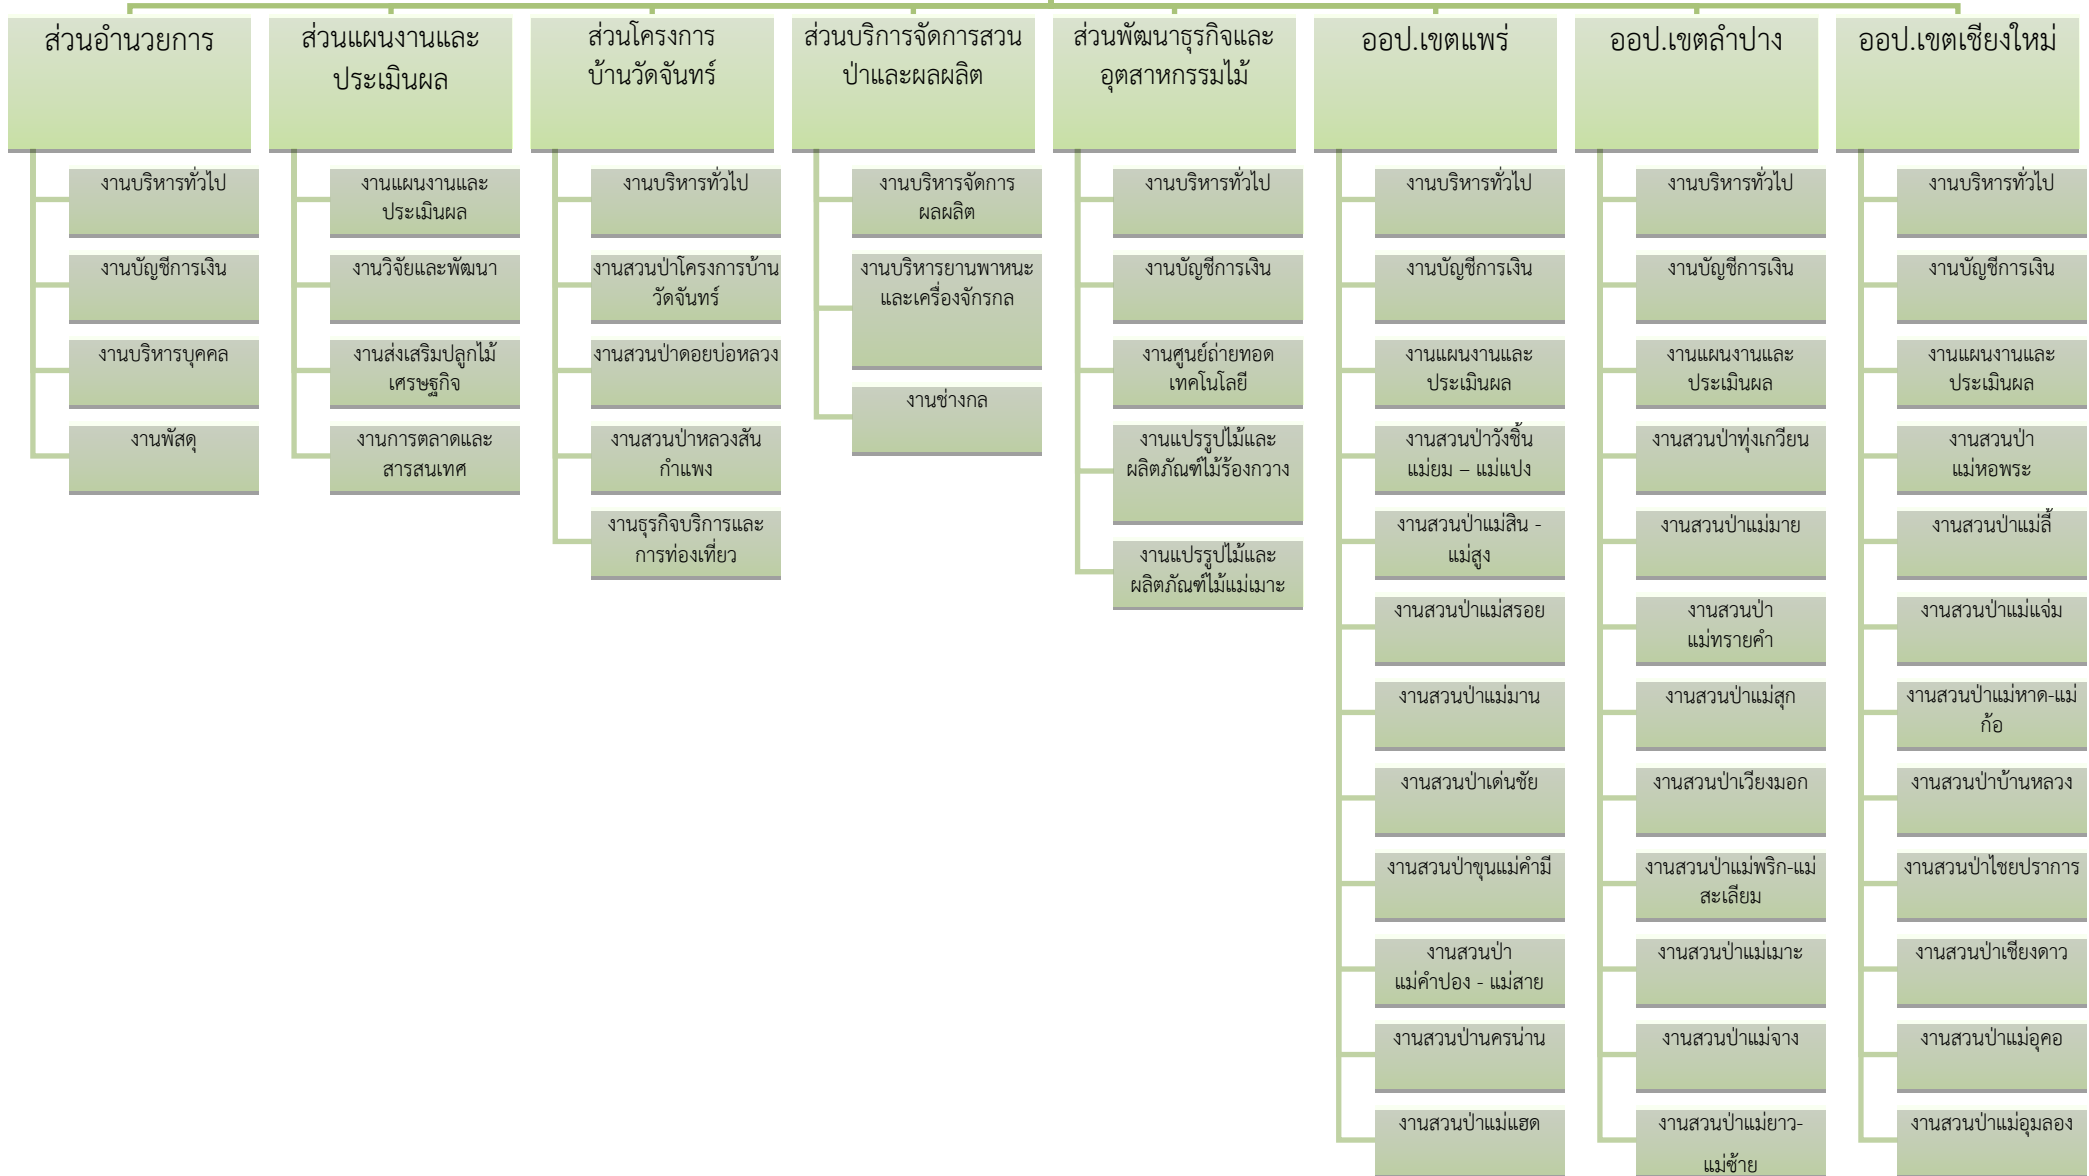 ส่วนอำนวยการ
งานบริหารทั่วไป
งานบัญชีการเงิน
งานบริหารบุคคล
งานพัสดุ
ส่วนแผนงานและ
ประเมินผล
งานแผนงานและ
ประเมินผล
งานวิจัยและพัฒนา
งานส่งเสริมปลูกไม้
เศรษฐกิจ
งานการตลาดและ
สารสนเทศ
ส่วนโครงการ
บ้านวัดจันทร์
งานบริหารทั่วไป
งานสวนป่าโครงการบ้าน
วัดจันทร์
งานสวนป่าดอยบ่อหลวง
งานสวนป่าหลวงสัน
กำแพง
งานธุรกิจบริการและ
การท่องเที่ยว
ส่วนบริการจัดการสวน
ป่าและผลผลิต
งานบริหารจัดการ
ผลผลิต
งานบริหารยานพาหนะ
และเครื่องจักรกล
งานช่างกล
ส่วนพัฒนาธุรกิจและ
อุตสาหกรรมไม้
งานบริหารทั่วไป
งานบัญชีการเงิน
งานศูนย์ถ่ายทอด
เทคโนโลยี
งานแปรรูปไม้และ
ผลิตภัณฑ์ไม้ร้องกวาง
งานแปรรูปไม้และ
ผลิตภัณฑ์ไม้แม่เมาะ
ออป.เขตแพร่
งานบริหารทั่วไป
งานบัญชีการเงิน
งานแผนงานและ
ประเมินผล
งานสวนป่าวังชิ้น
แม่ยม – แม่แปง
งานสวนป่าแม่สิน -
แม่สูง
งานสวนป่าแม่สรอย
งานสวนป่าแม่มาน
งานสวนป่าเด่นชัย
งานสวนป่าขุนแม่คำมี
งานสวนป่า
แม่คำปอง - แม่สาย
งานสวนป่านครน่าน
งานสวนป่าแม่แฮด
ออป.เขตลำปาง
งานบริหารทั่วไป
งานบัญชีการเงิน
งานแผนงานและ
ประเมินผล
งานสวนป่าทุ่งเกวียน
งานสวนป่าแม่มาย
งานสวนป่า
แม่ทรายคำ
งานสวนป่าแม่สุก
งานสวนป่าเวียงมอก
งานสวนป่าแม่พริก-แม่
สะเลียม
งานสวนป่าแม่เมาะ
งานสวนป่าแม่จาง
งานสวนป่าแม่ยาว-
แม่ซ้าย
ออป.เขตเชียงใหม่
งานบริหารทั่วไป
งานบัญชีการเงิน
งานแผนงานและ
ประเมินผล
งานสวนป่า
แม่หอพระ
งานสวนป่าแม่ลี้
งานสวนป่าแม่แจ่ม
งานสวนป่าแม่หาด-แม่
ก้อ
งานสวนป่าบ้านหลวง
งานสวนป่าไชยปราการ
งานสวนป่าเชียงดาว
งานสวนป่าแม่อุคอ
งานสวนป่าแม่อุมลอง